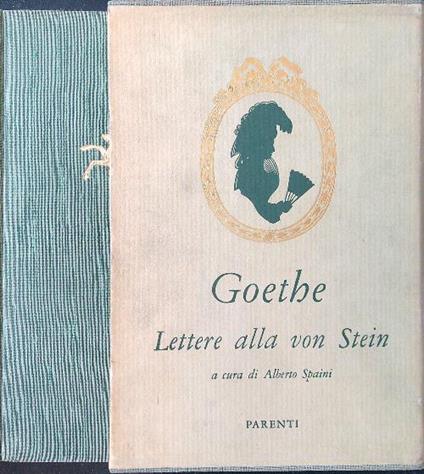 Goethe
Lettere alla von Stein
a cura di Alberto Spaini
PARENTI